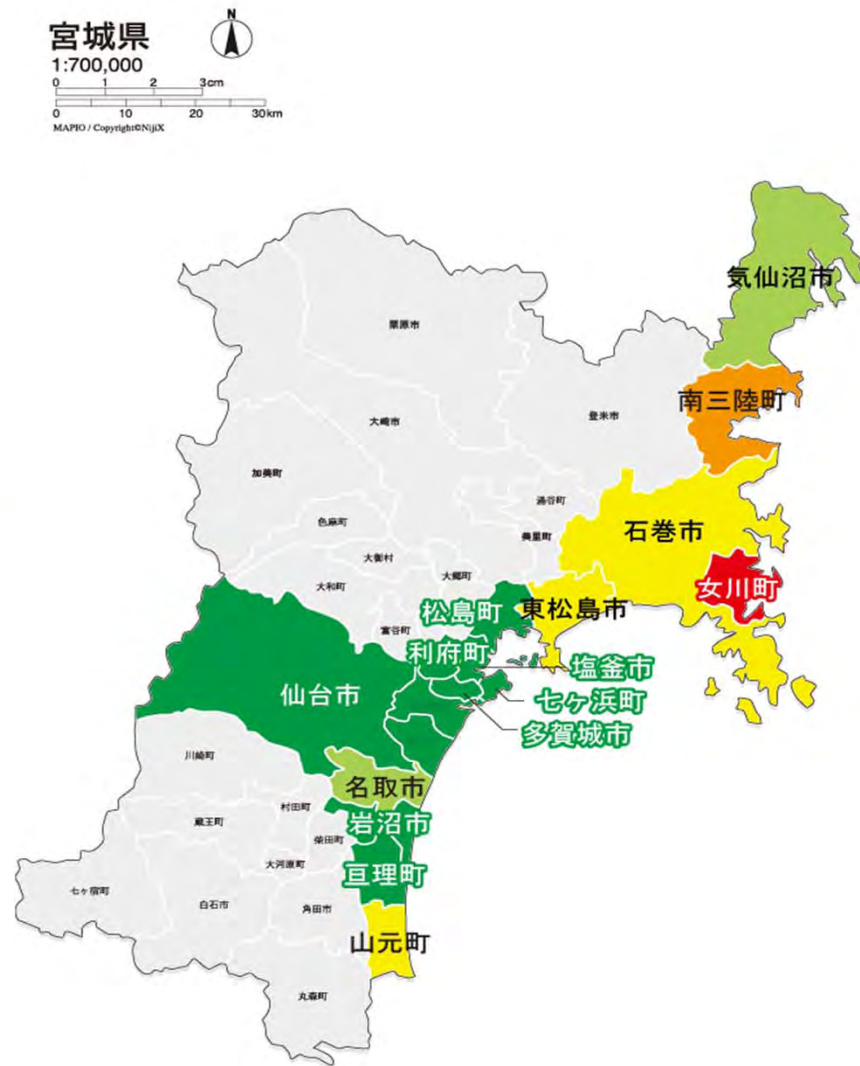 宮城県
N
1:700,000
0 1 2 3cm
0 10 20 30km
MAPIO / Copyright©NijiX
気仙沼市
栗原市
南三陸町
登米市
大崎市
加美町
涌谷町
色麻町
石巻市
美里町
大衡村
大郷町
大和町
女川町
松島町
東松島市
富谷町
利府町
塩釜市
仙台市
七ヶ浜町
多賀城市
川崎町
名取市
村田町
蔵王町
岩沼市
柴田町
大河原町
亘理町
七ヶ宿町
白石市
角田市
山元町
丸森町